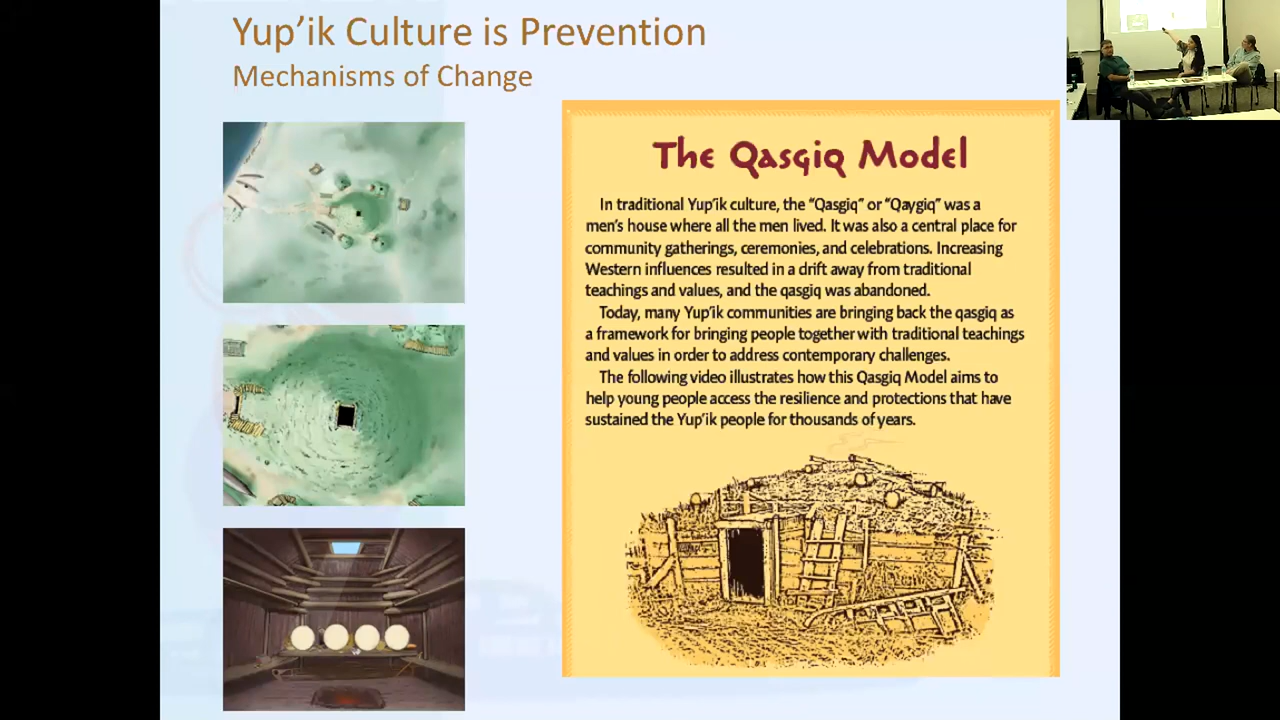 Yup’ik Culture is Prevention
Mechanisms of Change
The Qasgiq Model
In traditional Yup’ik culture, the “Qasgiq” or “Qaygiq” was a
men’s house where all the men lived. It was also a central place for
community gatherings, ceremonies, and celebrations. Increasing
Western influences resulted in a drift away from traditional
teachings and values, and the qasgiq was abandoned.
Today, many Yup’ik communities are bringing back the qasgiq as
a framework for bringing people together with traditional teachings
and values in order to address contemporary challenges.
The following video illustrates how this Qasgiq Model aims to
help young people access the resilience and protections that have
sustained the Yup’ik people for thousands of years.